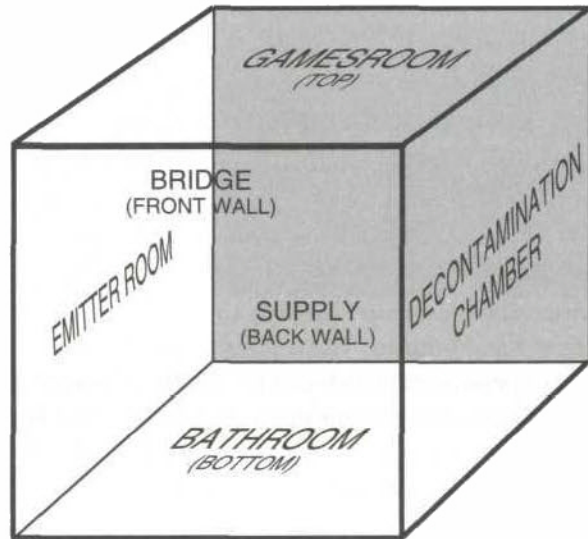 GAMESROOM
(TOP)
BRIDGE
(FRONT WALL)
EMITTER ROOM
DECONTAMINATION
CHAMBER
SUPPLY
(BACK WALL)
BATHROOM
(BOTTOM)